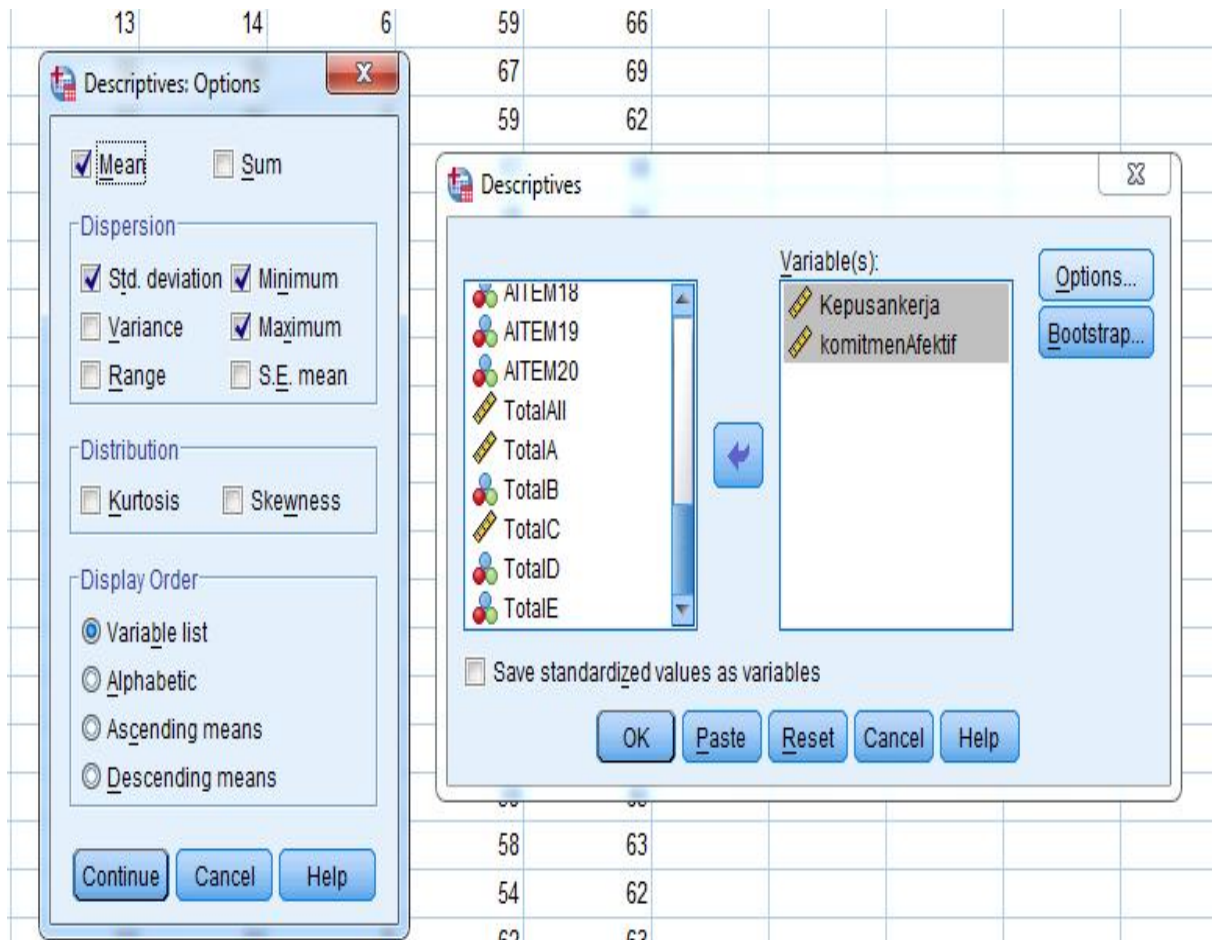 13 14 6 59 66
67 69
59 62
Descriptives: Options
Mean Sum
Dispersion
Std. deviation Minimum
Variance Maximum
Range S.E. mean
Distribution
Kurtosis Skewness
Display Order
Variable list
Alphabetic
Ascending means
Descending means
Continue Cancel Help
Descriptives
Variable(s):
AITEM18
AITEM19
AITEM20
TotalAll
TotalA
TotalB
TotalC
TotalD
TotalE
Kepusankerja
komitmenAfektif
Options...
Bootstrap...
Save standardized values as variables
OK Paste Reset Cancel Help
58 63
54 62
62 63